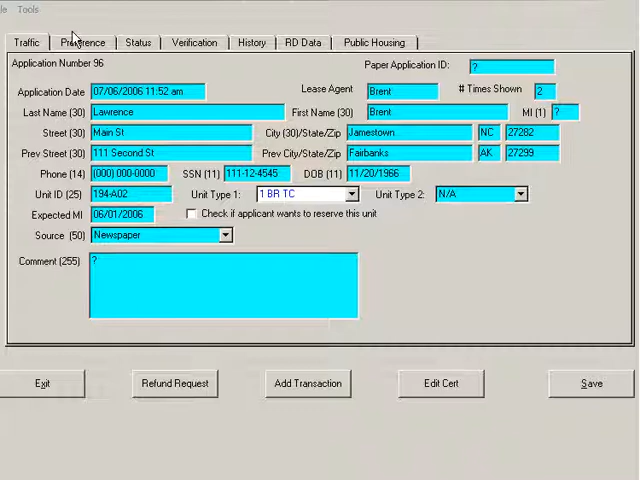 Tools
Traffic Preference Status Verification History RD Data Public Housing
Application Number 96 Paper Application ID: ?
Application Date 07/06/2006 11:52 am Lease Agent Brent # Times Shown 2
Last Name (30) Lawrence First Name (30) Brent MI (1) ?
Street (30) Main St City (30)/State/Zip Jamestown NC 27282
Prev Street (30) 111 Second St Prev City/State/Zip Fairbanks AK 27299
Phone (14) (000) 000-0000 SSN (11) 111-12-4545 DOB (11) 11/20/1966
Unit ID (25) 194-A02 Unit Type 1: 1 BR TC Unit Type 2: N/A
Expected MI 06/01/2006 Check if applicant wants to reserve this unit
Source (50) Newspaper
Comment (255) ?
Exit Refund Request Add Transaction Edit Cert Save